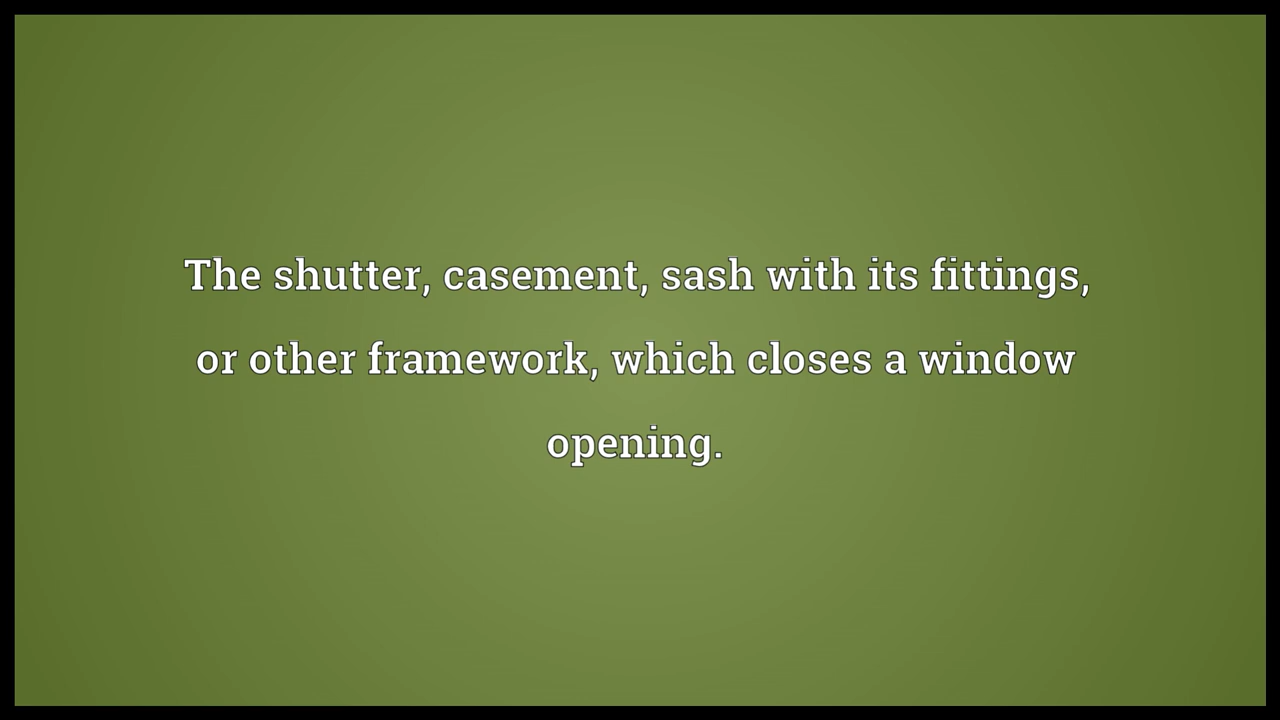 The shutter, casement, sash with its fittings,
or other framework, which closes a window
opening.